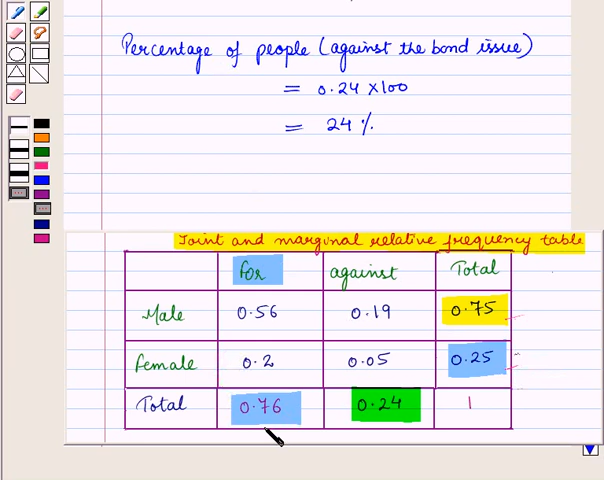 Percentage of people (against the bond issue)
= 0.24 ×100
= 24 %
Joint and marginal relative frequency table
for against Total
Male 0.56 0.19 0.75
Female 0.2 0.05 0.25
Total 0.76 0.24 1